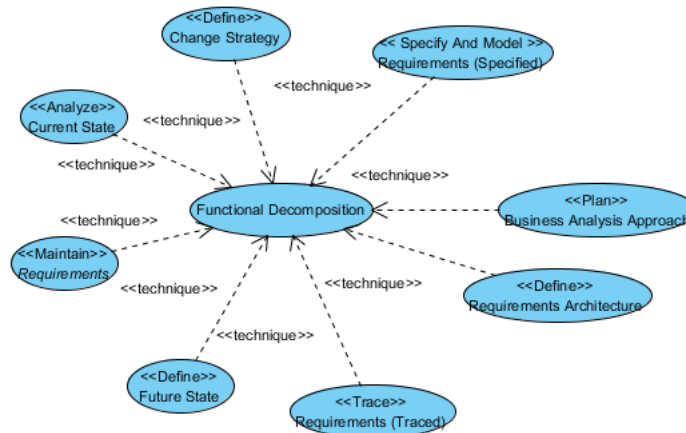 <<Define>>
Change Strategy
<< Specify And Model >>
Requirements (Specified)
<<technique>>
<<Analyze>>
Current State
<<technique>>
<<technique>>
<<technique>>
<<Plan>>
Business Analysis Approach
Functional Decomposition
<<technique>>
<<Maintain>>
Requirements
<<technique>>
<<technique>>
<<Define>>
Requirements Architecture
<<technique>>
<<Define>>
Future State
<<Trace>>
Requirements (Traced)